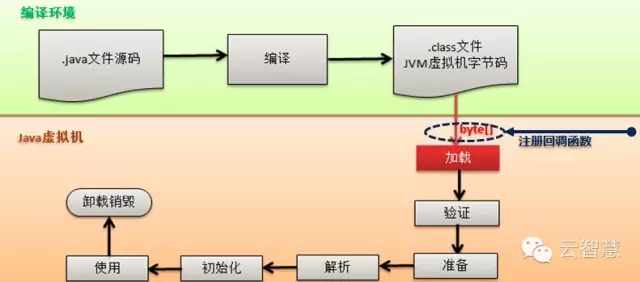 编译环境
.java文件源码
编译
.class文件
JVM虚拟机字节码
Java虚拟机
byte[]
注册回调函数
加载
卸载销毁
验证
使用
初始化
解析
准备
云智慧